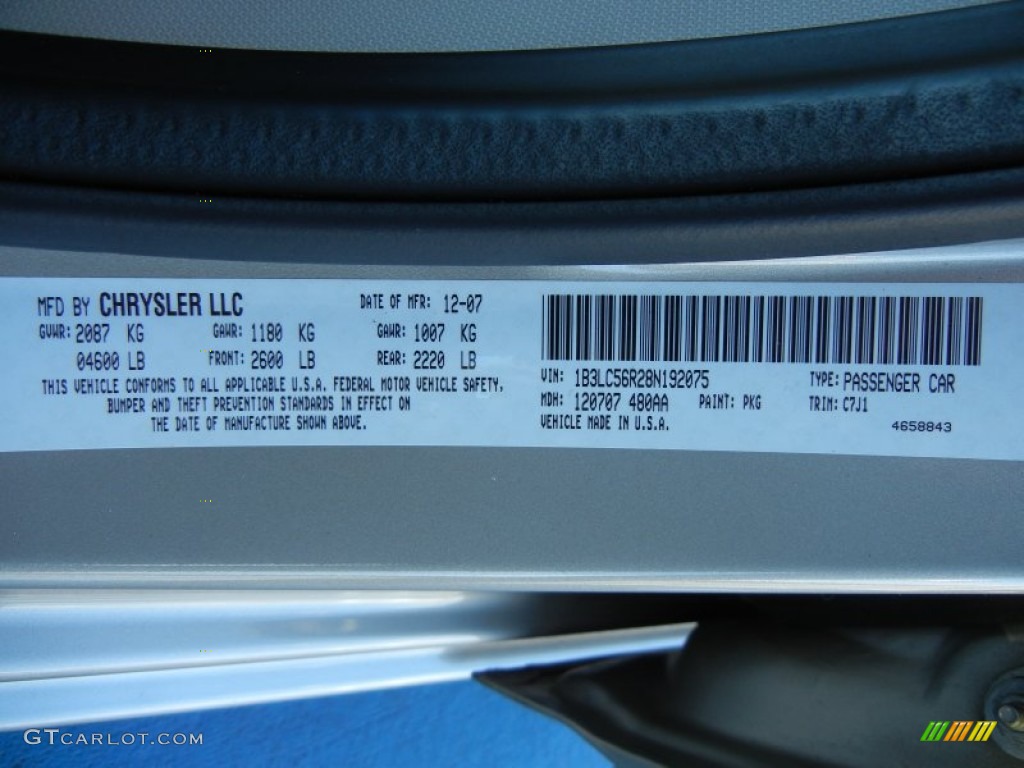 MFD BY CHRYSLER LLC DATE OF MFR: 12-07
GVWR: 2087 KG GAWR: 1180 KG GAWR: 1007 KG
04600 LB FRONT: 2600 LB REAR: 2220 LB
THIS VEHICLE CONFORMS TO ALL APPLICABLE U.S.A. FEDERAL MOTOR VEHICLE SAFETY,
BUMPER AND THEFT PREVENTION STANDARDS IN EFFECT ON
THE DATE OF MANUFACTURE SHOWN ABOVE.
VIN: 1B3LC56R28N192075 TYPE: PASSENGER CAR
MDH: 120707 480AA PAINT: PKG TRIM: C7J1
VEHICLE MADE IN U.S.A. 4658843
GTCARLOT.COM